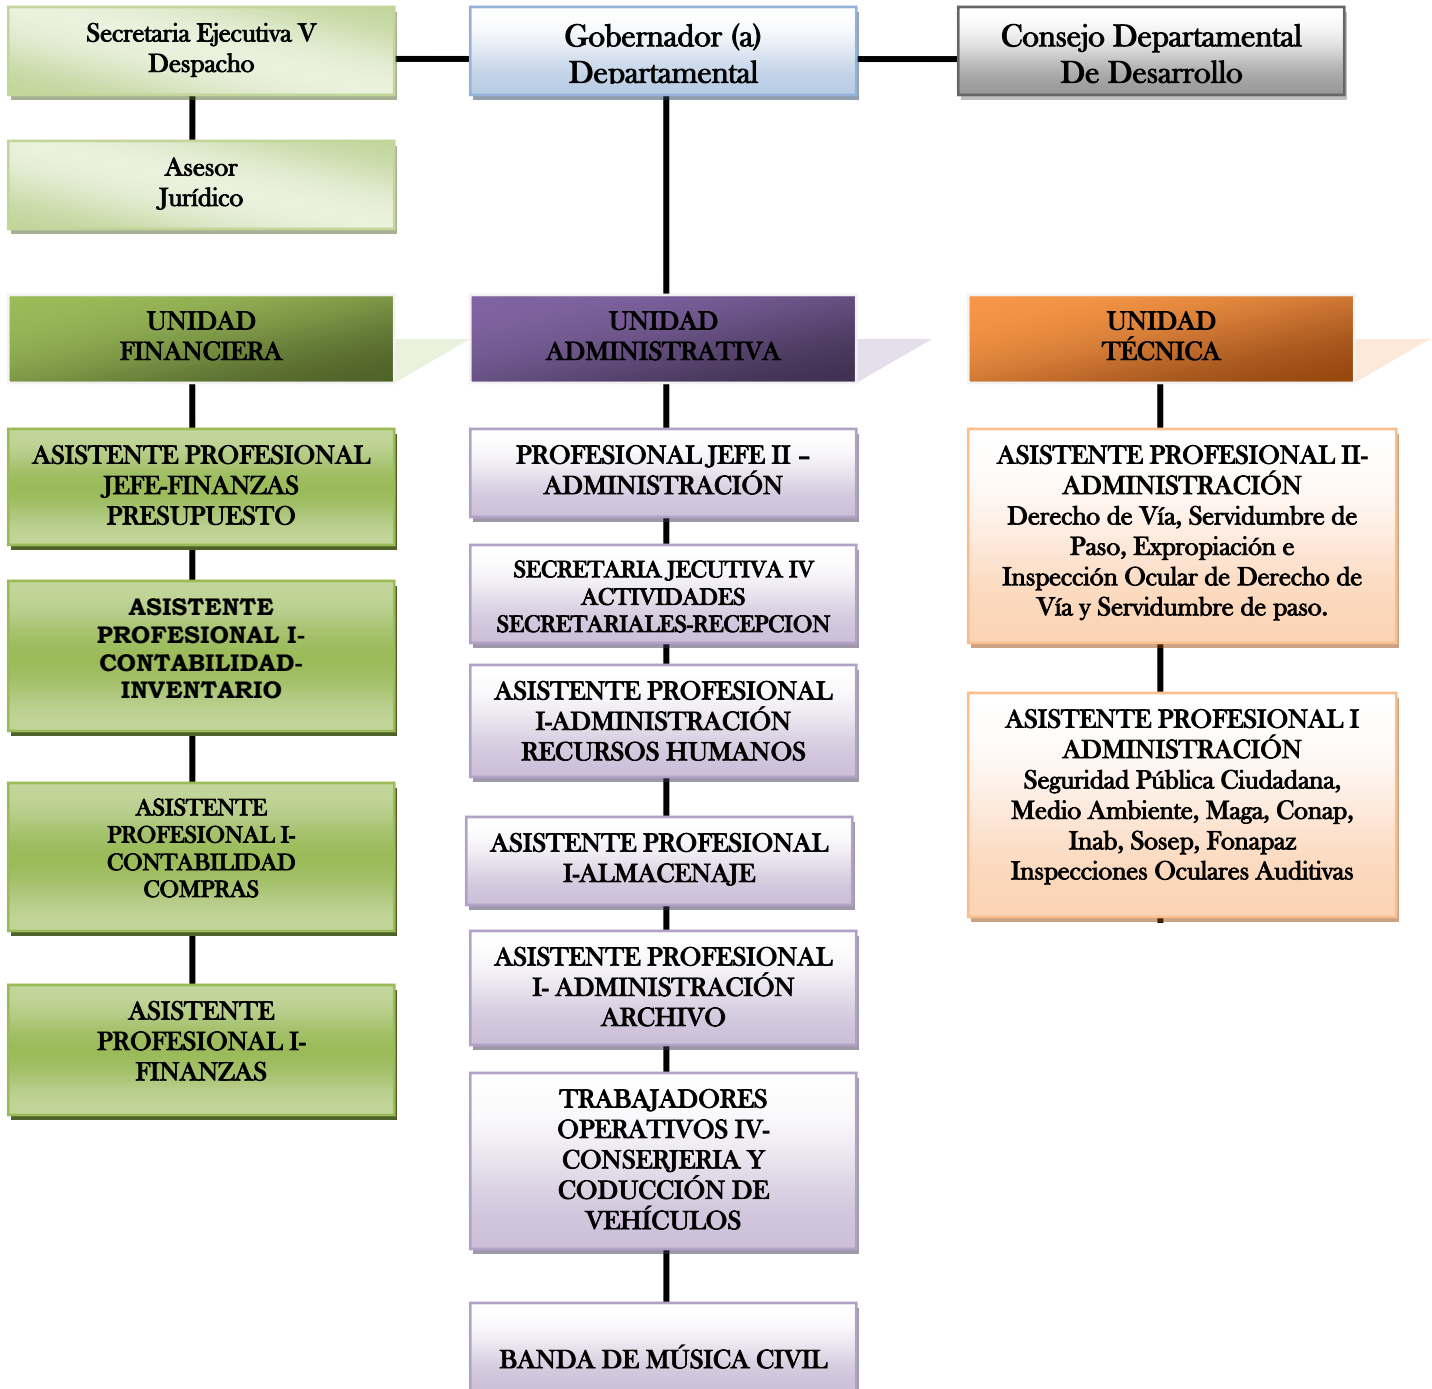 Secretaria Ejecutiva V
Despacho
Gobernador (a)
Departamental
Consejo Departamental
De Desarrollo
Asesor
Jurídico
UNIDAD
FINANCIERA
ASISTENTE PROFESIONAL
JEFE-FINANZAS
PRESUPUESTO
ASISTENTE
PROFESIONAL I-
CONTABILIDAD-
INVENTARIO
ASISTENTE
PROFESIONAL I-
CONTABILIDAD
COMPRAS
ASISTENTE
PROFESIONAL I-
FINANZAS
UNIDAD
ADMINISTRATIVA
PROFESIONAL JEFE II –
ADMINISTRACIÓN
SECRETARIA JECUTIVA IV
ACTIVIDADES
SECRETARIALES-RECEPCION
ASISTENTE PROFESIONAL
I-ADMINISTRACIÓN
RECURSOS HUMANOS
ASISTENTE PROFESIONAL
I-ALMACENAJE
ASISTENTE PROFESIONAL
I- ADMINISTRACIÓN
ARCHIVO
TRABAJADORES
OPERATIVOS IV-
CONSERJERIA Y
CODUCCIÓN DE
VEHÍCULOS
BANDA DE MÚSICA CIVIL
UNIDAD
TÉCNICA
ASISTENTE PROFESIONAL II-
ADMINISTRACIÓN
Derecho de Vía, Servidumbre de
Paso, Expropiación e
Inspección Ocular de Derecho de
Vía y Servidumbre de paso.
ASISTENTE PROFESIONAL I
ADMINISTRACIÓN
Seguridad Pública Ciudadana,
Medio Ambiente, Maga, Conap,
Inab, Sosep, Fonapaz
Inspecciones Oculares Auditivas